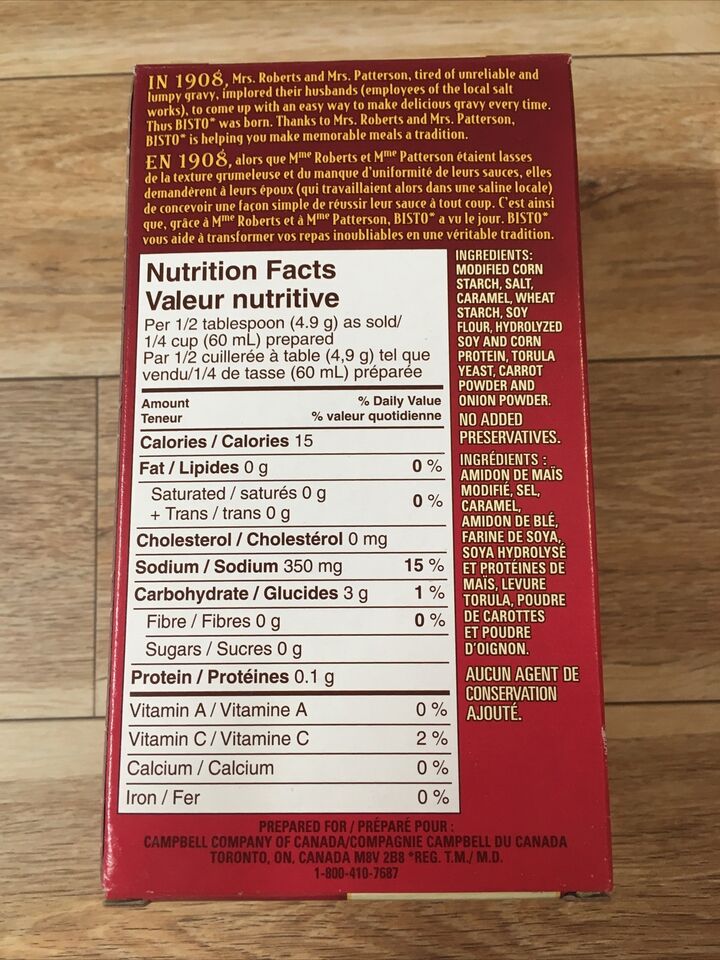 IN 1908, Mrs. Roberts and Mrs. Patterson, tired of unreliable and
lumpy gravy, implored their husbands (employees of the local salt
works), to come up with an easy way to make delicious gravy every time.
Thus BISTO* was born. Thanks to Mrs. Roberts and Mrs. Patterson,
BISTO* is helping you make memorable meals a tradition.
EN 1908, alors que Mme Roberts et Mme Patterson étaient lasses
de la texture grumeleuse et du manque d'uniformité de leurs sauces, elles
demandèrent à leurs époux (qui travaillaient alors dans une saline locale)
de concevoir une façon simple de réussir leur sauce à tout coup. C'est ainsi
que, grâce à Mme Roberts et à Mme Patterson, BISTO* a vu le jour. BISTO*
vous aide à transformer vos repas inoubliables en une véritable tradition.
Nutrition Facts
Valeur nutritive
Per 1/2 tablespoon (4.9 g) as sold/
1/4 cup (60 mL) prepared
Par 1/2 cuillerée à table (4,9 g) tel que
vendu/1/4 de tasse (60 mL) préparée
Amount % Daily Value
Teneur % valeur quotidienne
Calories / Calories 15
Fat / Lipides 0 g 0 %
Saturated / saturés 0 g
+ Trans / trans 0 g 0 %
Cholesterol / Cholestérol 0 mg
Sodium / Sodium 350 mg 15 %
Carbohydrate / Glucides 3 g 1 %
Fibre / Fibres 0 g 0 %
Sugars / Sucres 0 g
Protein / Protéines 0.1 g
Vitamin A / Vitamine A 0 %
Vitamin C / Vitamine C 2 %
Calcium / Calcium 0 %
Iron / Fer 0 %
INGREDIENTS:
MODIFIED CORN
STARCH, SALT,
CARAMEL, WHEAT
STARCH, SOY
FLOUR, HYDROLYZED
SOY AND CORN
PROTEIN, TORULA
YEAST, CARROT
POWDER AND
ONION POWDER.
NO ADDED
PRESERVATIVES.
INGRÉDIENTS :
AMIDON DE MAÏS
MODIFIÉ, SEL,
CARAMEL,
AMIDON DE BLÉ,
FARINE DE SOYA,
SOYA HYDROLYSÉ
ET PROTÉINES DE
MAÏS, LEVURE
TORULA, POUDRE
DE CAROTTES
ET POUDRE
D'OIGNON.
AUCUN AGENT DE
CONSERVATION
AJOUTÉ.
PREPARED FOR / PRÉPARÉ POUR :
CAMPBELL COMPANY OF CANADA/COMPAGNIE CAMPBELL DU CANADA
TORONTO, ON, CANADA M8V 2B8 *REG. T.M./ M.D.
1-800-410-7687